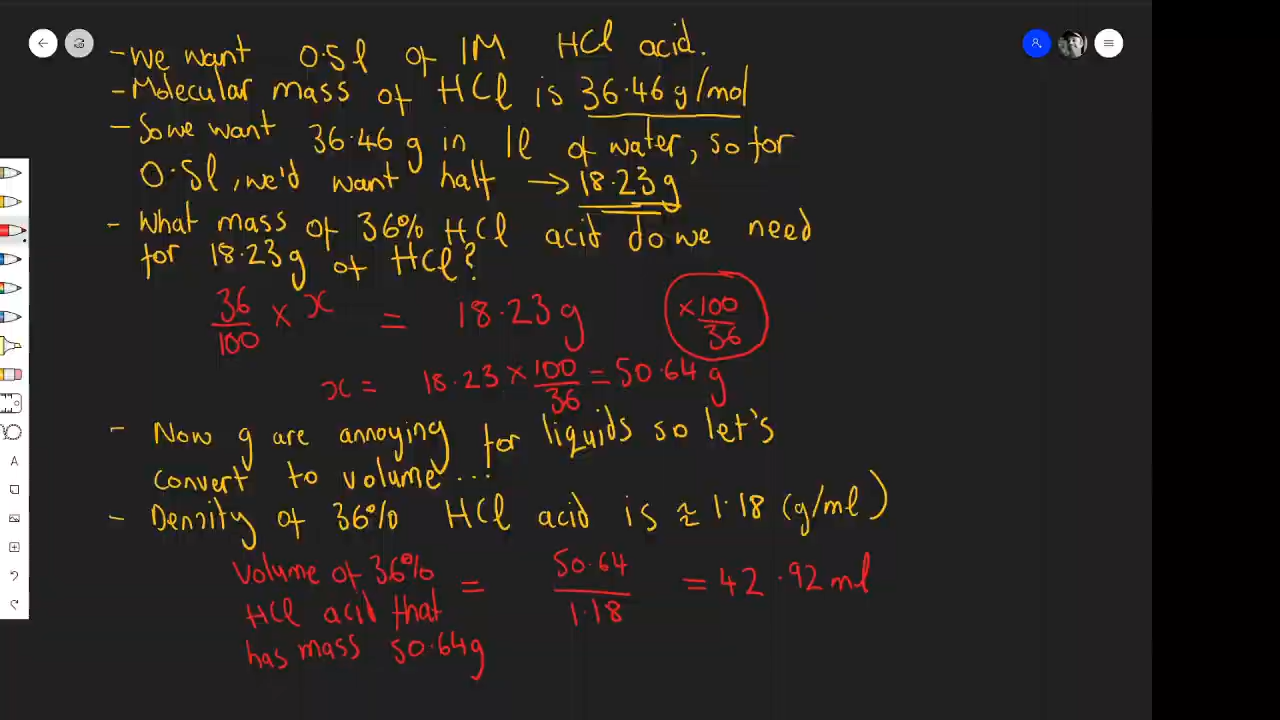 - We want 0.5l of 1M HCl acid.
- Molecular mass of HCl is 36.46 g/mol
- So we want 36.46 g in 1l of water, so for
0.5l, we'd want half → 18.23 g
- What mass of 36% HCl acid do we need
for 18.23 g of HCl?
36/100 × x = 18.23 g ×100/36
x = 18.23 × 100/36 = 50.64 g
- Now g are annoying for liquids so let's
convert to volume...
- Density of 36% HCl acid is ≈ 1.18 (g/ml)
Volume of 36%
HCl acid that
has mass 50.64g
= 50.64/1.18 = 42.92 ml
A